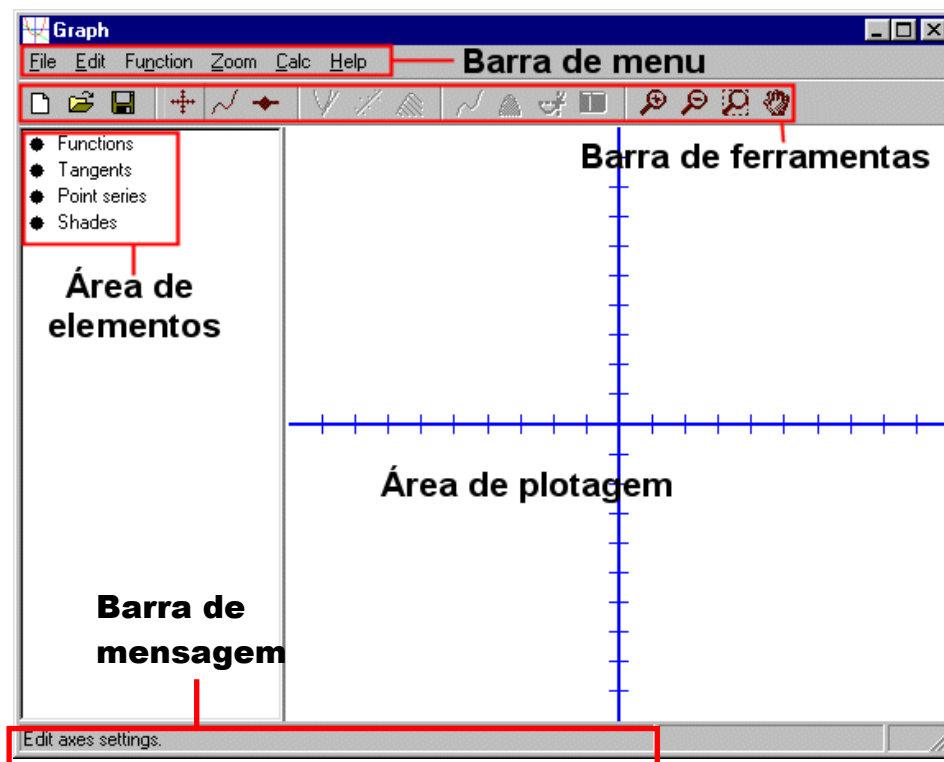 Graph
File Edit Function Zoom Calc Help
Barra de menu
Functions
Tangents
Point series
Shades
Barra de ferramentas
Área de
elementos
Área de plotagem
Barra de
mensagem
Edit axes settings.